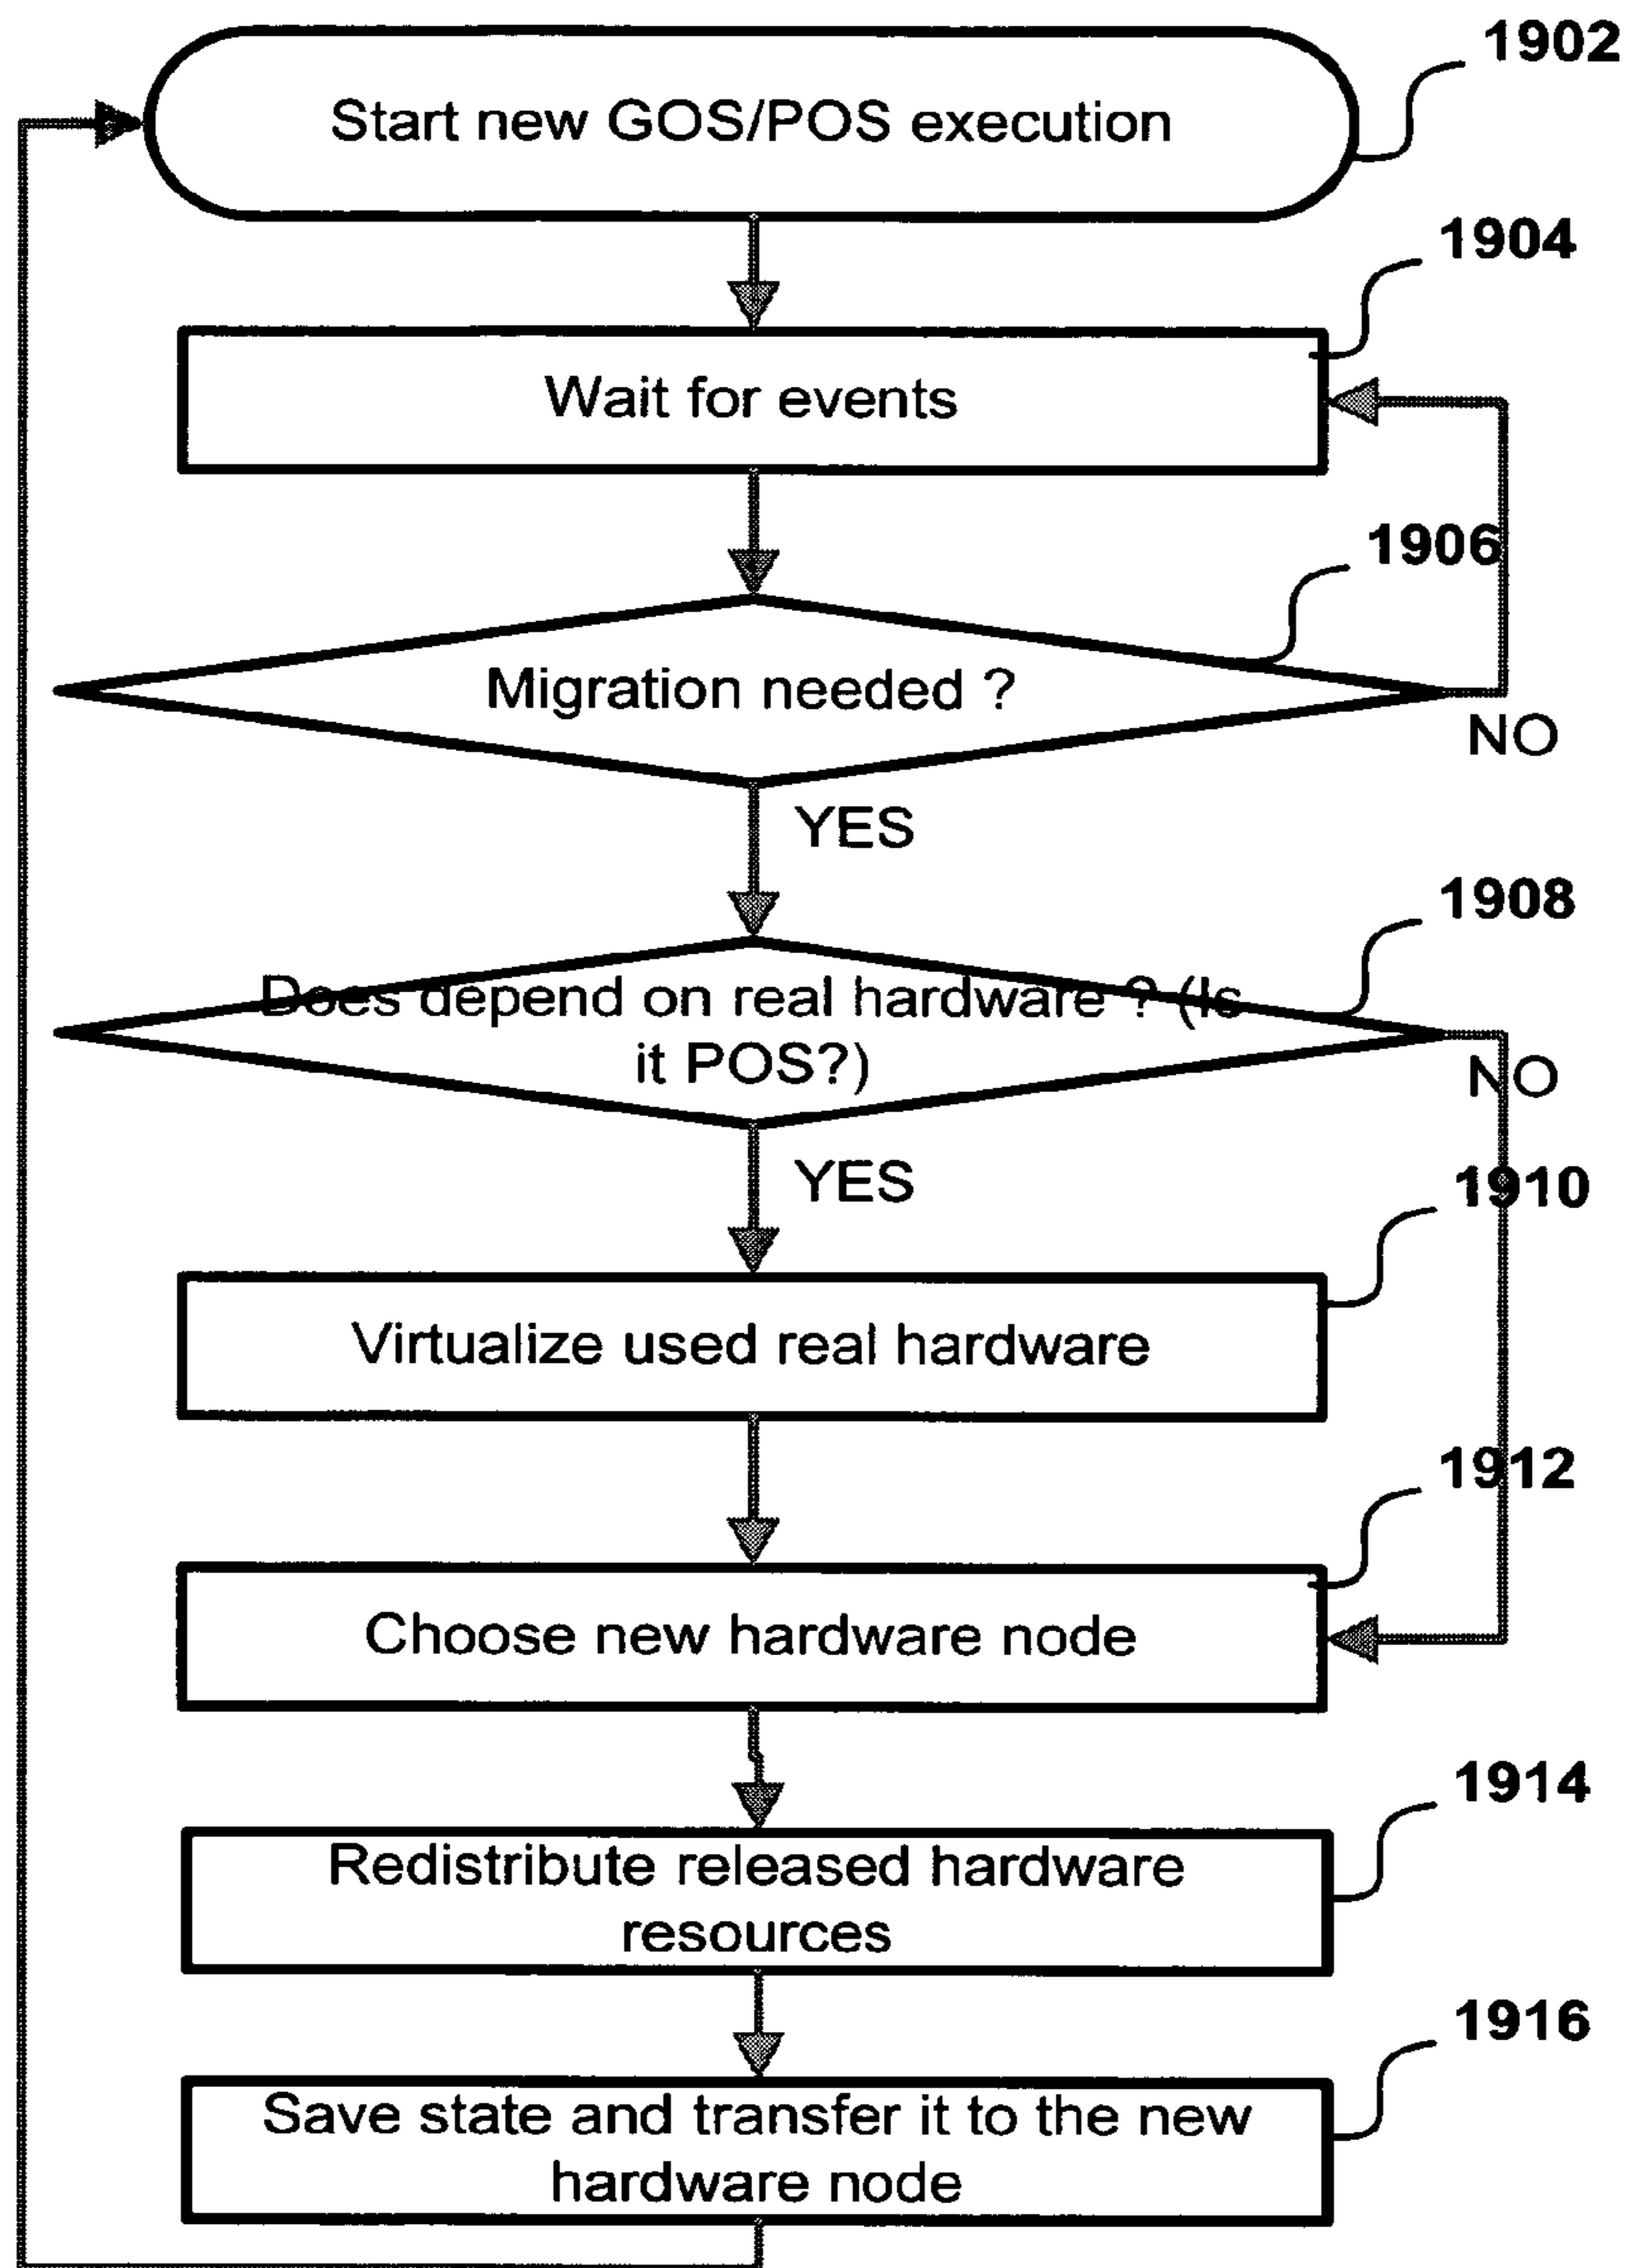 1902
Start new GOS/POS execution
1904
Wait for events
1906
Migration needed ?
NO
YES
1908
Does depend on real hardware ? (Is
it POS?)
NO
YES
1910
Virtualize used real hardware
1912
Choose new hardware node
1914
Redistribute released hardware
resources
1916
Save state and transfer it to the new
hardware node